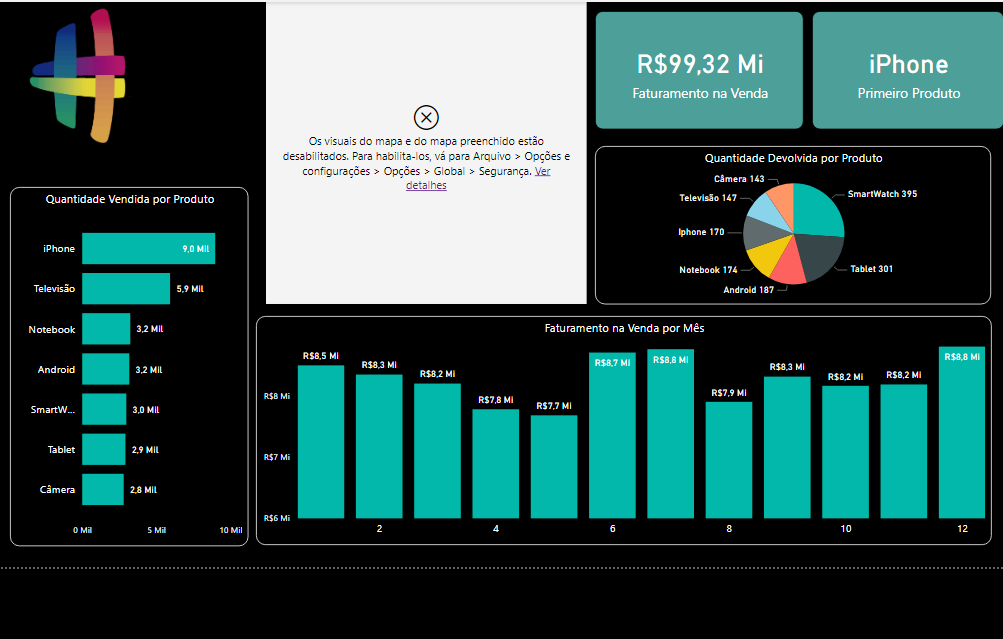 Os visuais do mapa e do mapa preenchido estão
desabilitados. Para habilita-los, vá para Arquivo > Opções e
configurações > Opções > Global > Segurança. Ver
detalhes
R$99,32 Mi
Faturamento na Venda
iPhone
Primeiro Produto
Quantidade Devolvida por Produto
Câmera 143
SmartWatch 395
Televisão 147
Iphone 170
Notebook 174
Tablet 301
Android 187
Quantidade Vendida por Produto
iPhone 9,0 Mil
Televisão 5,9 Mil
Notebook 3,2 Mil
Android 3,2 Mil
SmartW... 3,0 Mil
Tablet 2,9 Mil
Câmera 2,8 Mil
0 Mil 5 Mil 10 Mil
Faturamento na Venda por Mês
R$8,5 Mi R$8,3 Mi R$8,2 Mi R$7,8 Mi R$7,7 Mi R$8,7 Mi R$8,8 Mi R$7,9 Mi R$8,3 Mi R$8,2 Mi R$8,2 Mi R$8,8 Mi
R$8 Mi
R$7 Mi
R$6 Mi
2 4 6 8 10 12